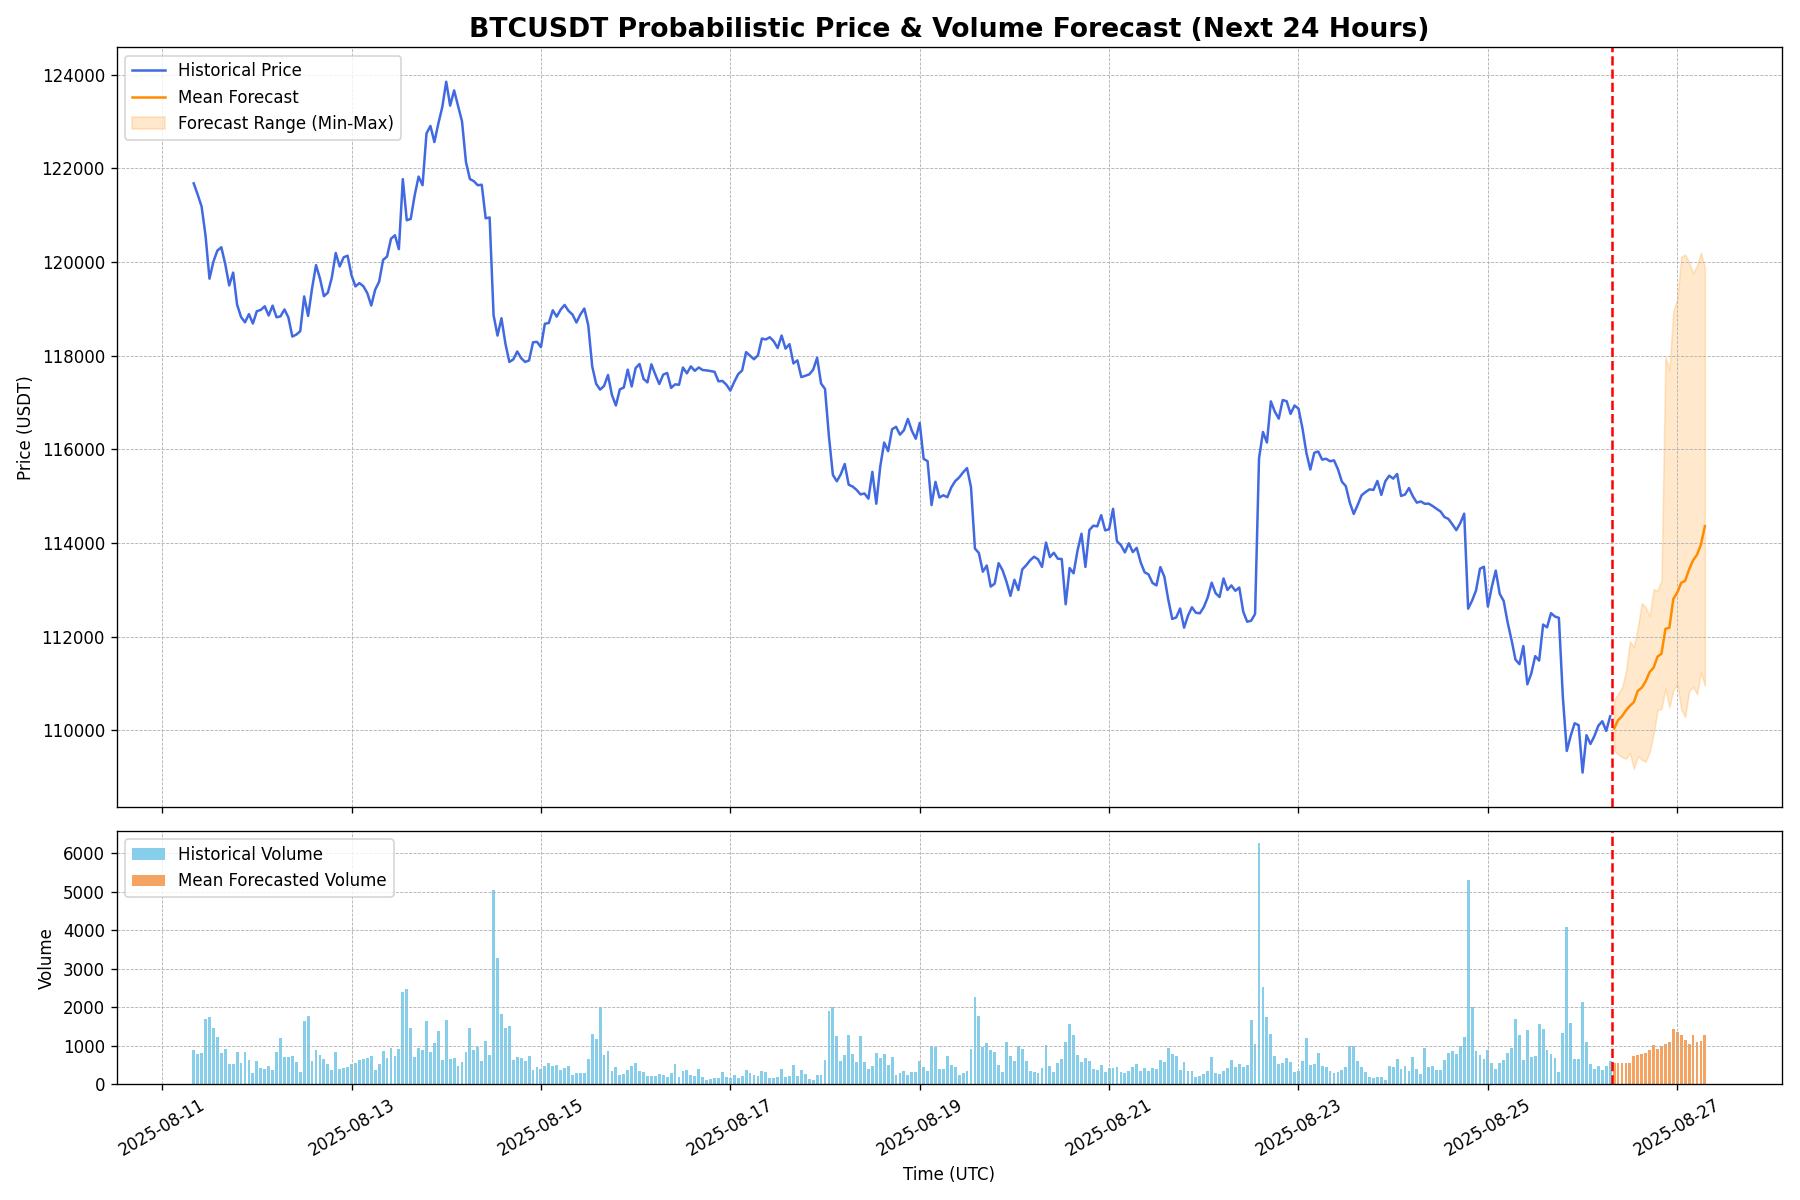 BTCUSDT Probabilistic Price & Volume Forecast (Next 24 Hours)
Historical Price
Mean Forecast
Forecast Range (Min-Max)
124000
122000
120000
118000
116000
114000
112000
110000
Price (USDT)
Historical Volume
Mean Forecasted Volume
6000
5000
4000
3000
2000
1000
0
Volume
2025-08-11
2025-08-13
2025-08-15
2025-08-17
2025-08-19
2025-08-21
2025-08-23
2025-08-25
2025-08-27
Time (UTC)